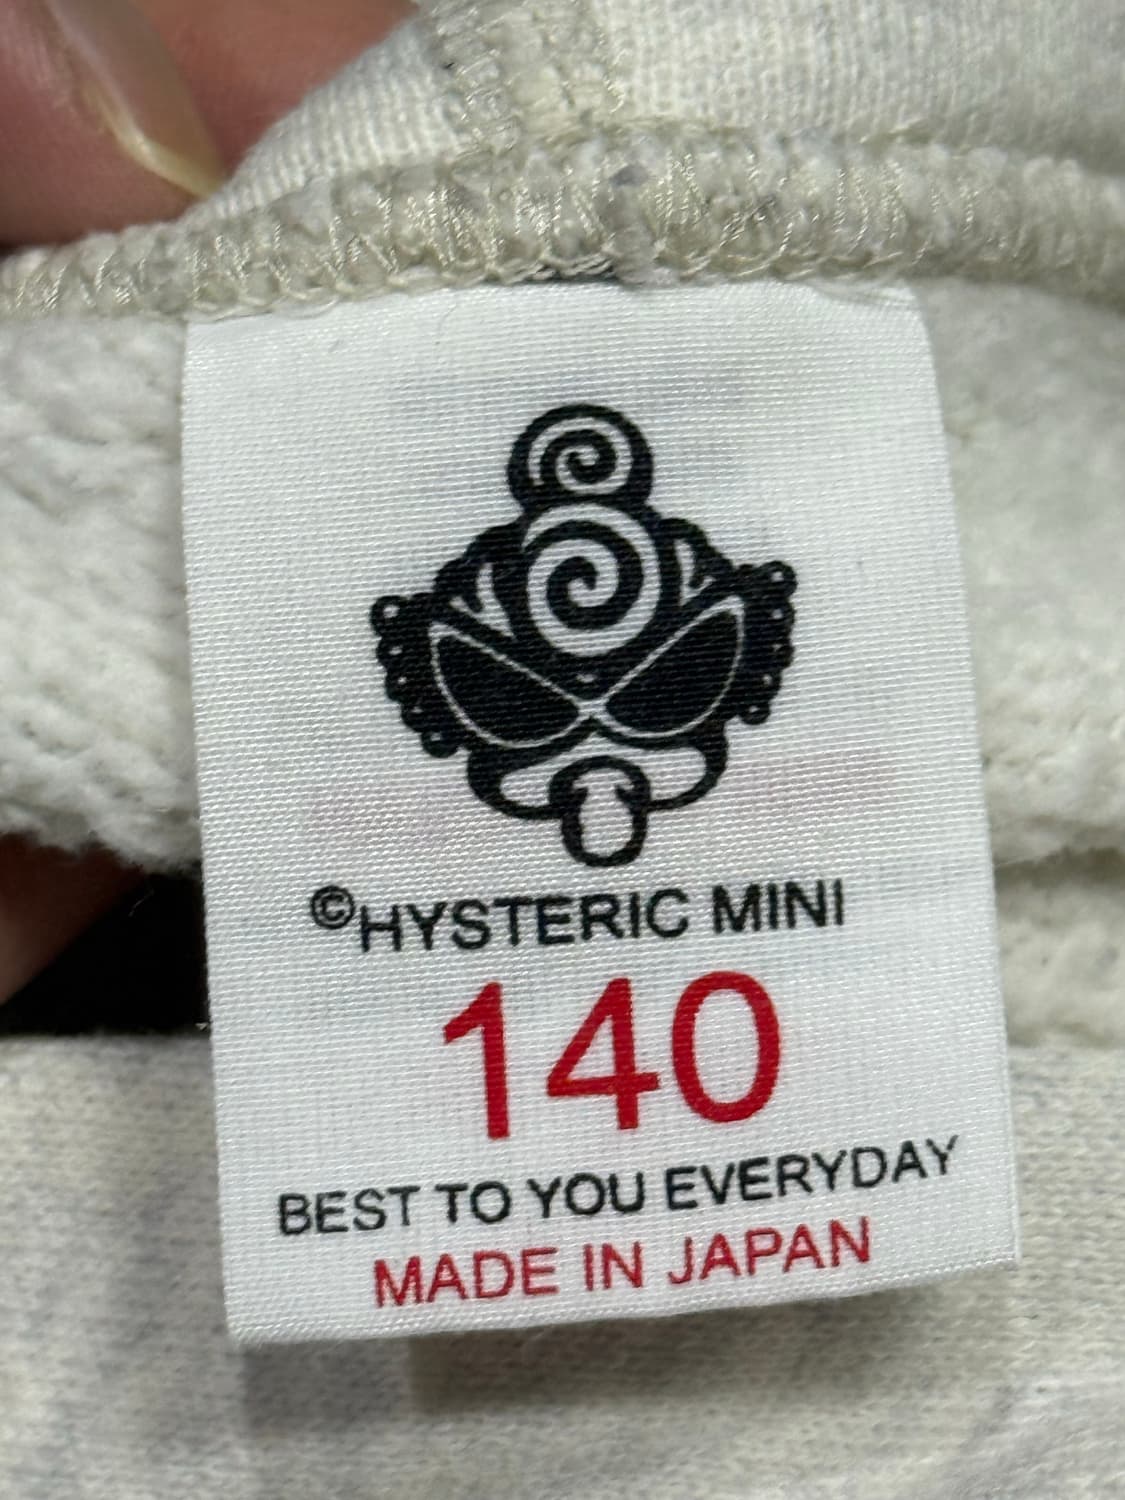 ©HYSTERIC MINI
140
BEST TO YOU EVERYDAY
MADE IN JAPAN